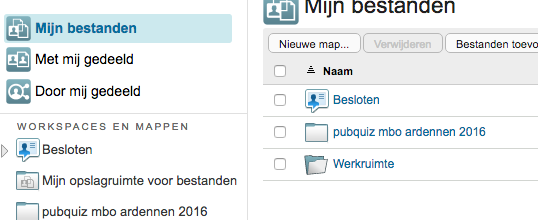 Mijn bestanden
Met mij gedeeld
Door mij gedeeld
WORKSPACES EN MAPPEN
Besloten
Mijn opslagruimte voor bestanden
pubquiz mbo ardennen 2016
Mijn bestanden
Nieuwe map... Verwijderen Bestanden toevo
Naam
Besloten
pubquiz mbo ardennen 2016
Werkruimte